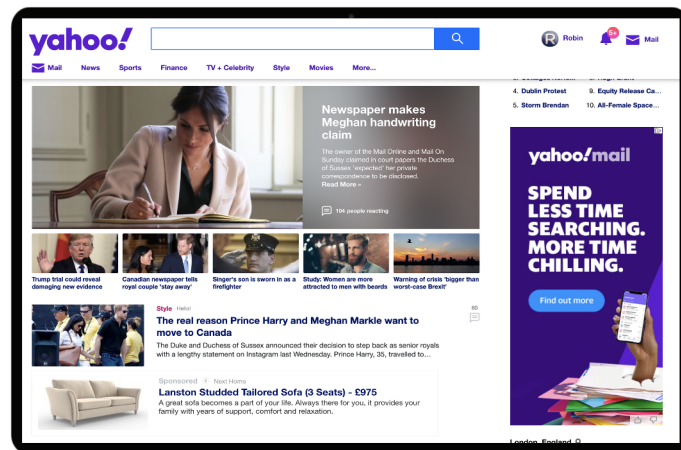 yahoo!
Robin
5+
Mail
Mail News Sports Finance TV + Celebrity Style Movies More...
4. Dublin Protest
9. Equity Release Ca...
5. Storm Brendan
10. All-Female Space...
Newspaper makes
Meghan handwriting
claim
The owner of the Mail Online and Mail On
Sunday claimed in court papers the Duchess
of Sussex 'expected' her private
correspondence to be disclosed.
Read More »
104 people reacting
Trump trial could reveal
damaging new evidence
Canadian newspaper tells
royal couple 'stay away'
Singer's son is sworn in as a
firefighter
Study: Women are more
attracted to men with beards
Warning of crisis 'bigger than
worst-case Brexit'
Style Hello!
The real reason Prince Harry and Meghan Markle want to
move to Canada
The Duke and Duchess of Sussex announced their decision to step back as senior royals
with a lengthy statement on Instagram last Wednesday. Prince Harry, 35, travelled to...
Sponsored Next Home
Lanston Studded Tailored Sofa (3 Seats) - £975
A great sofa becomes a part of your life. Always there for you, it provides your
family with years of support, comfort and relaxation.
yahoo!mail
SPEND
LESS TIME
SEARCHING.
MORE TIME
CHILLING.
Find out more
London, England